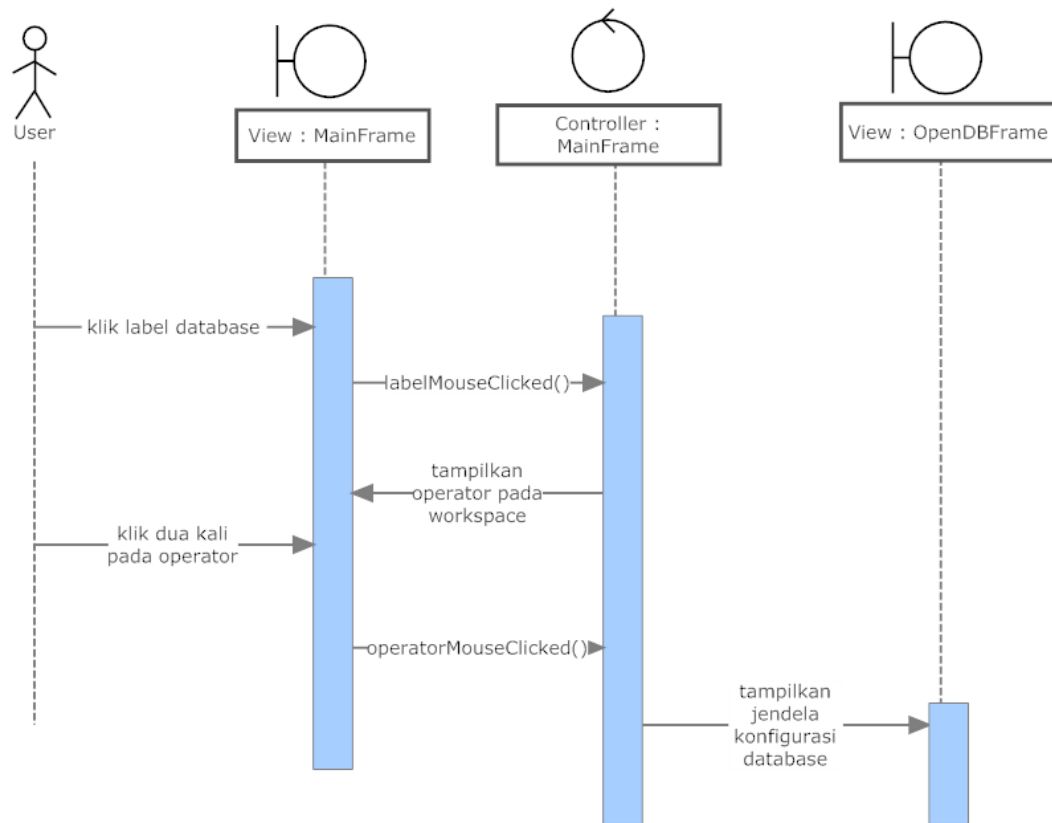 User
View : MainFrame
Controller :
MainFrame
View : OpenDBFrame
klik label database
labelMouseClicked()
tampilkan
operator pada
workspace
klik dua kali
pada operator
operatorMouseClicked()
tampilkan
jendela
konfigurasi
database